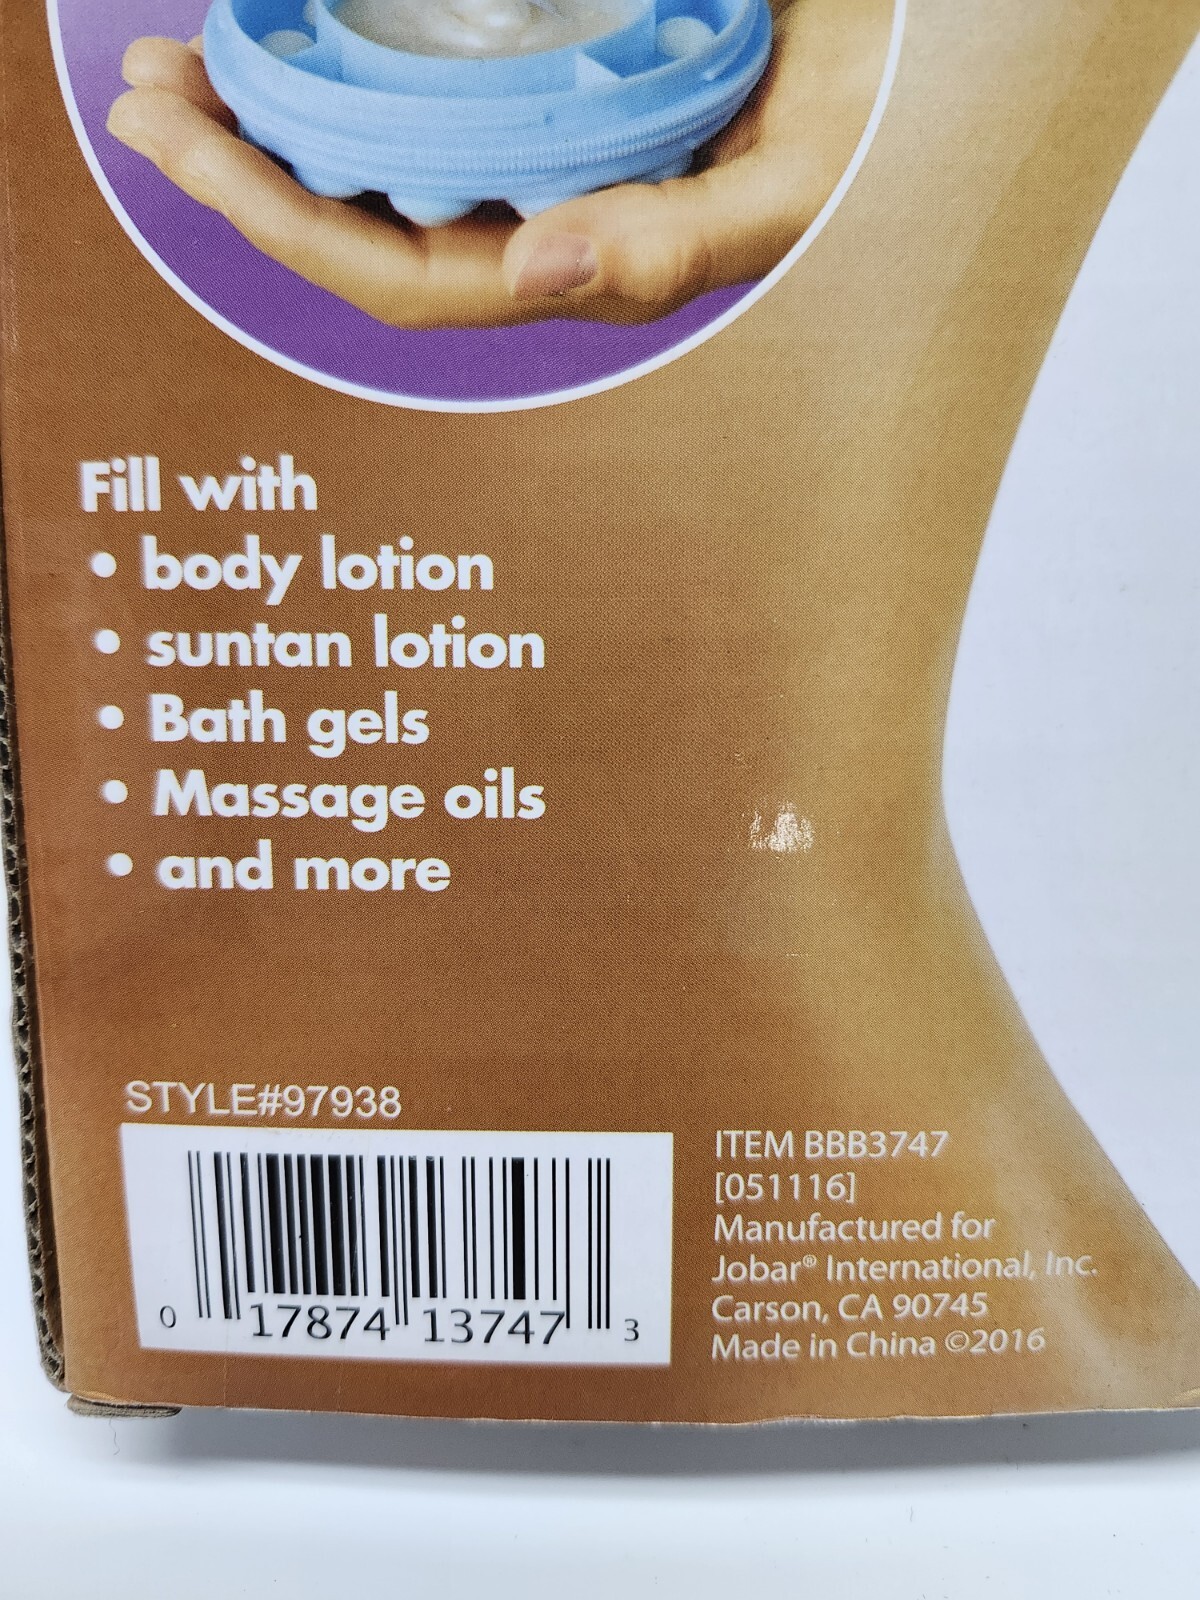 Fill with
• body lotion
• suntan lotion
• Bath gels
• Massage oils
• and more
STYLE#97938
0 17874 13747 3
ITEM BBB3747
[051116]
Manufactured for
Jobar® International, Inc.
Carson, CA 90745
Made in China ©2016